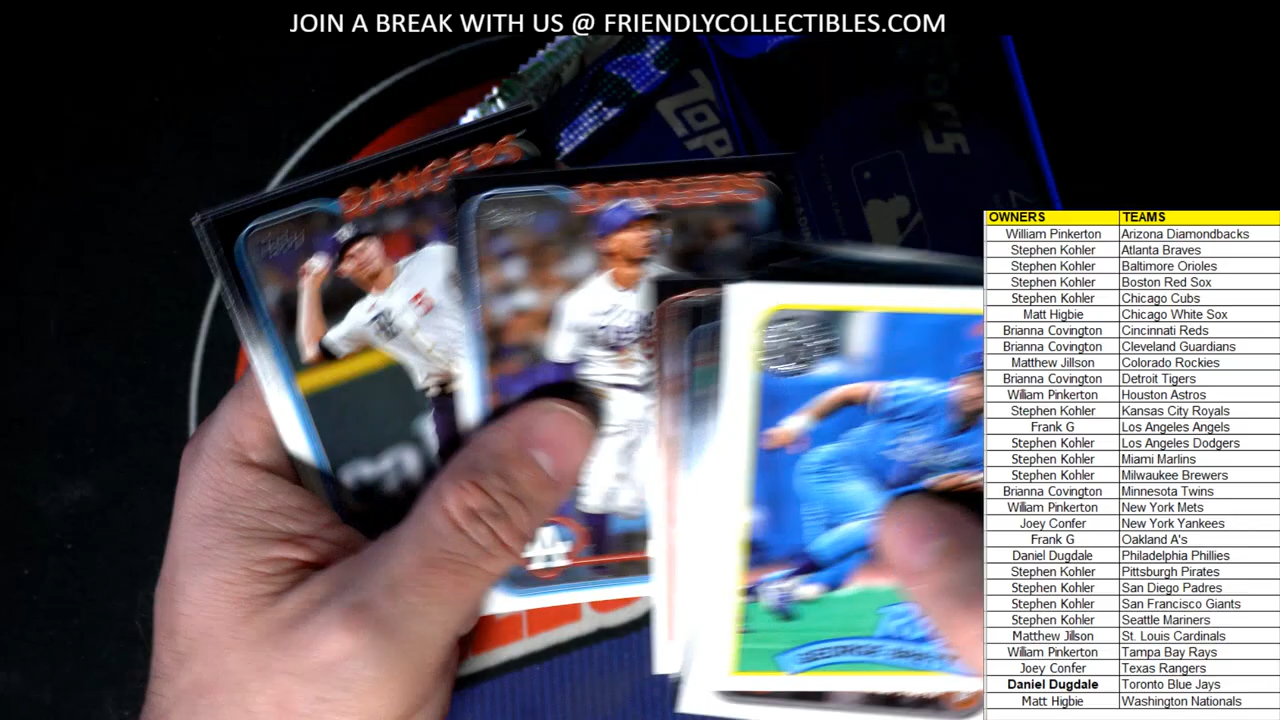 JOIN A BREAK WITH US @ FRIENDLYCOLLECTIBLES.COM
TOP
RANGERS
DODGERS
OWNERS TEAMS
William Pinkerton Arizona Diamondbacks
Stephen Kohler Atlanta Braves
Stephen Kohler Baltimore Orioles
Stephen Kohler Boston Red Sox
Stephen Kohler Chicago Cubs
Matt Higbie Chicago White Sox
Brianna Covington Cincinnati Reds
Brianna Covington Cleveland Guardians
Matthew Jillson Colorado Rockies
Brianna Covington Detroit Tigers
William Pinkerton Houston Astros
Stephen Kohler Kansas City Royals
Frank G Los Angeles Angels
Stephen Kohler Los Angeles Dodgers
Stephen Kohler Miami Marlins
Stephen Kohler Milwaukee Brewers
Brianna Covington Minnesota Twins
William Pinkerton New York Mets
Joey Confer New York Yankees
Frank G Oakland A's
Daniel Dugdale Philadelphia Phillies
Stephen Kohler Pittsburgh Pirates
Stephen Kohler San Diego Padres
Stephen Kohler San Francisco Giants
Stephen Kohler Seattle Mariners
Matthew Jillson St. Louis Cardinals
William Pinkerton Tampa Bay Rays
Joey Confer Texas Rangers
Daniel Dugdale Toronto Blue Jays
Matt Higbie Washington Nationals
GEORGE
LA